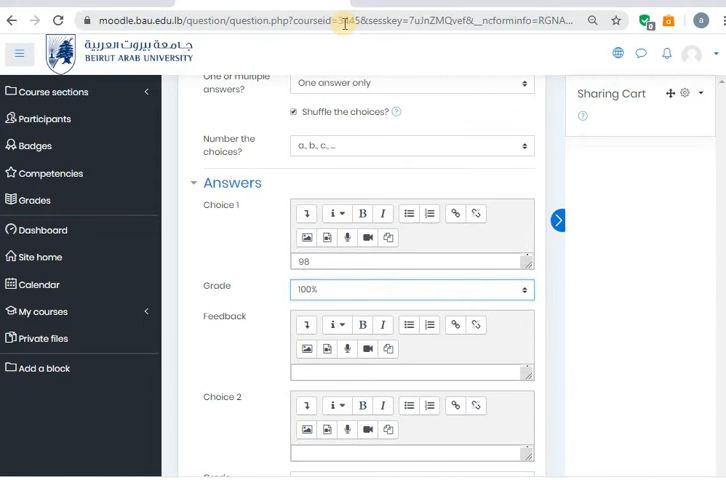 moodle.bau.edu.lb/question/question.php?courseid=3445&sesskey=7uJnZMQvef&__ncforminfo=RGNA...
a
جامعة بيروت العربية
BEIRUT ARAB UNIVERSITY
Course sections
Participants
Badges
Competencies
Grades
Dashboard
Site home
Calendar
My courses
Private files
Add a block
One or multiple
answers?
One answer only
Shuffle the choices?
Number the
choices?
a., b., c., ...
Answers
Choice 1
i
B
I
98
Grade
100%
Feedback
i
B
I
Choice 2
i
B
I
Sharing Cart